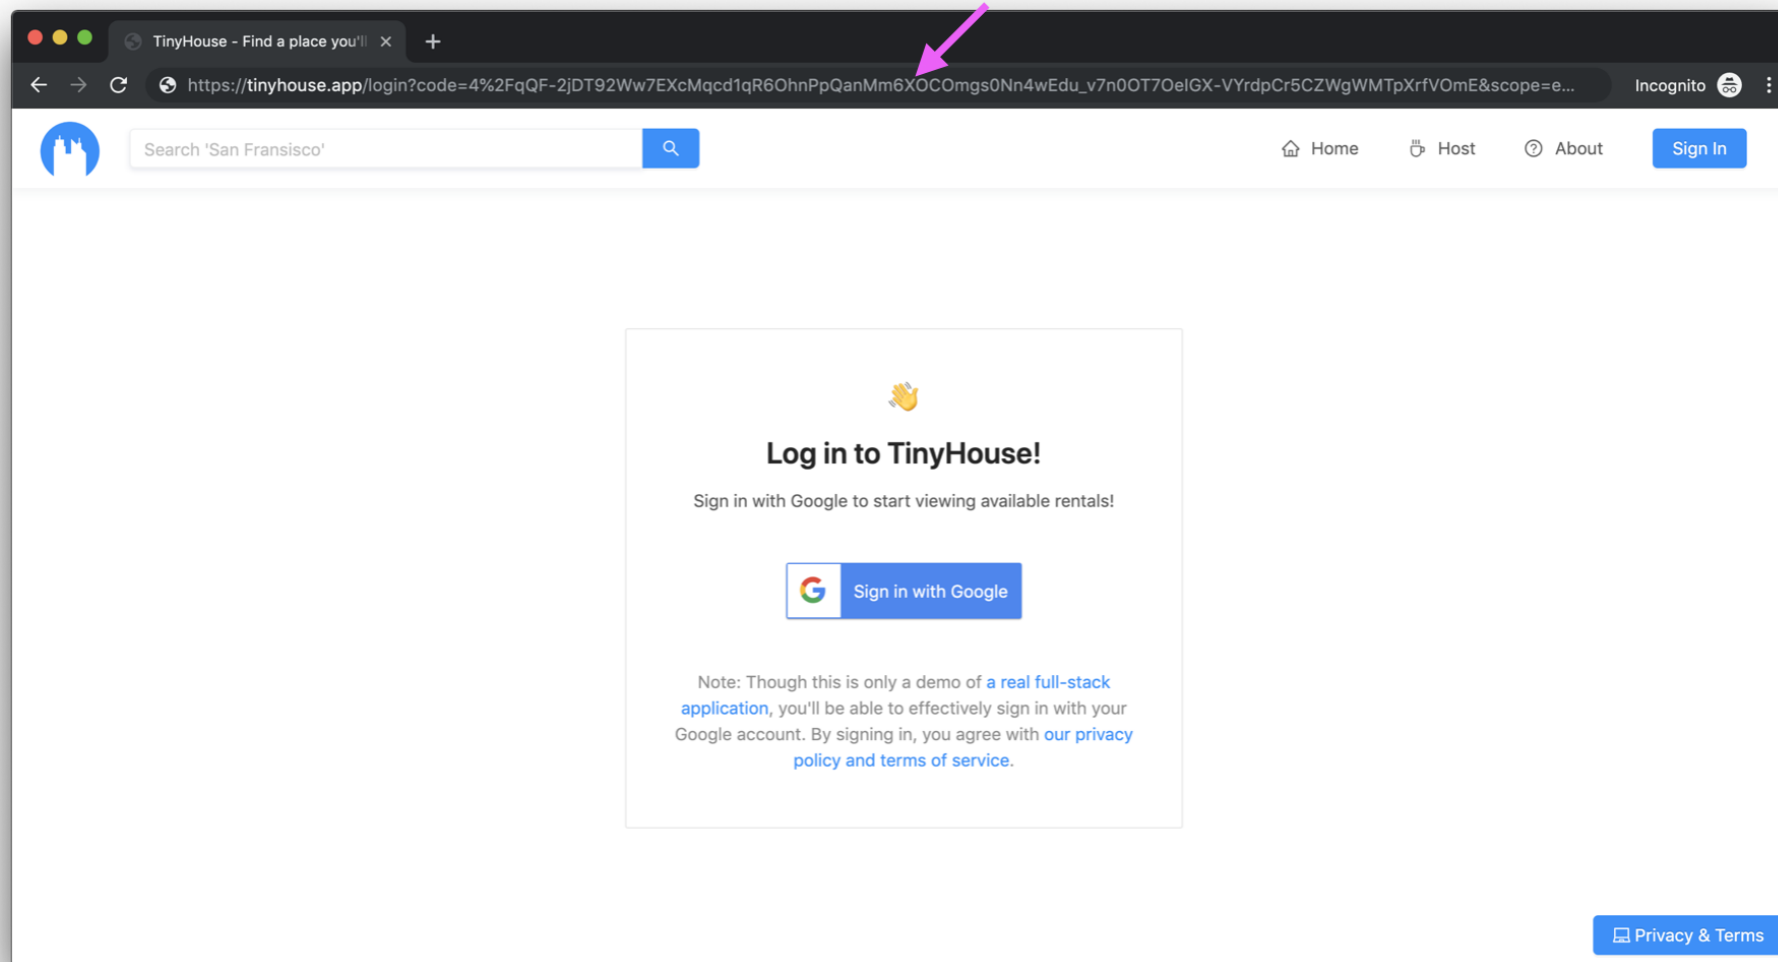 TinyHouse - Find a place you'll
https://tinyhouse.app/login?code=4%2FqQF-2jDT92Ww7EXcMqcd1qR6OhnPpQanMm6XOCOmgs0Nn4wEdu_v7n0OT7OelGX-VYrdpCr5CZWgWMTpXrfVOmE&scope=e...
Incognito
Search 'San Fransisco'
Home
Host
About
Sign In
Log in to TinyHouse!
Sign in with Google to start viewing available rentals!
Sign in with Google
Note: Though this is only a demo of a real full-stack
application, you'll be able to effectively sign in with your
Google account. By signing in, you agree with our privacy
policy and terms of service.
Privacy & Terms